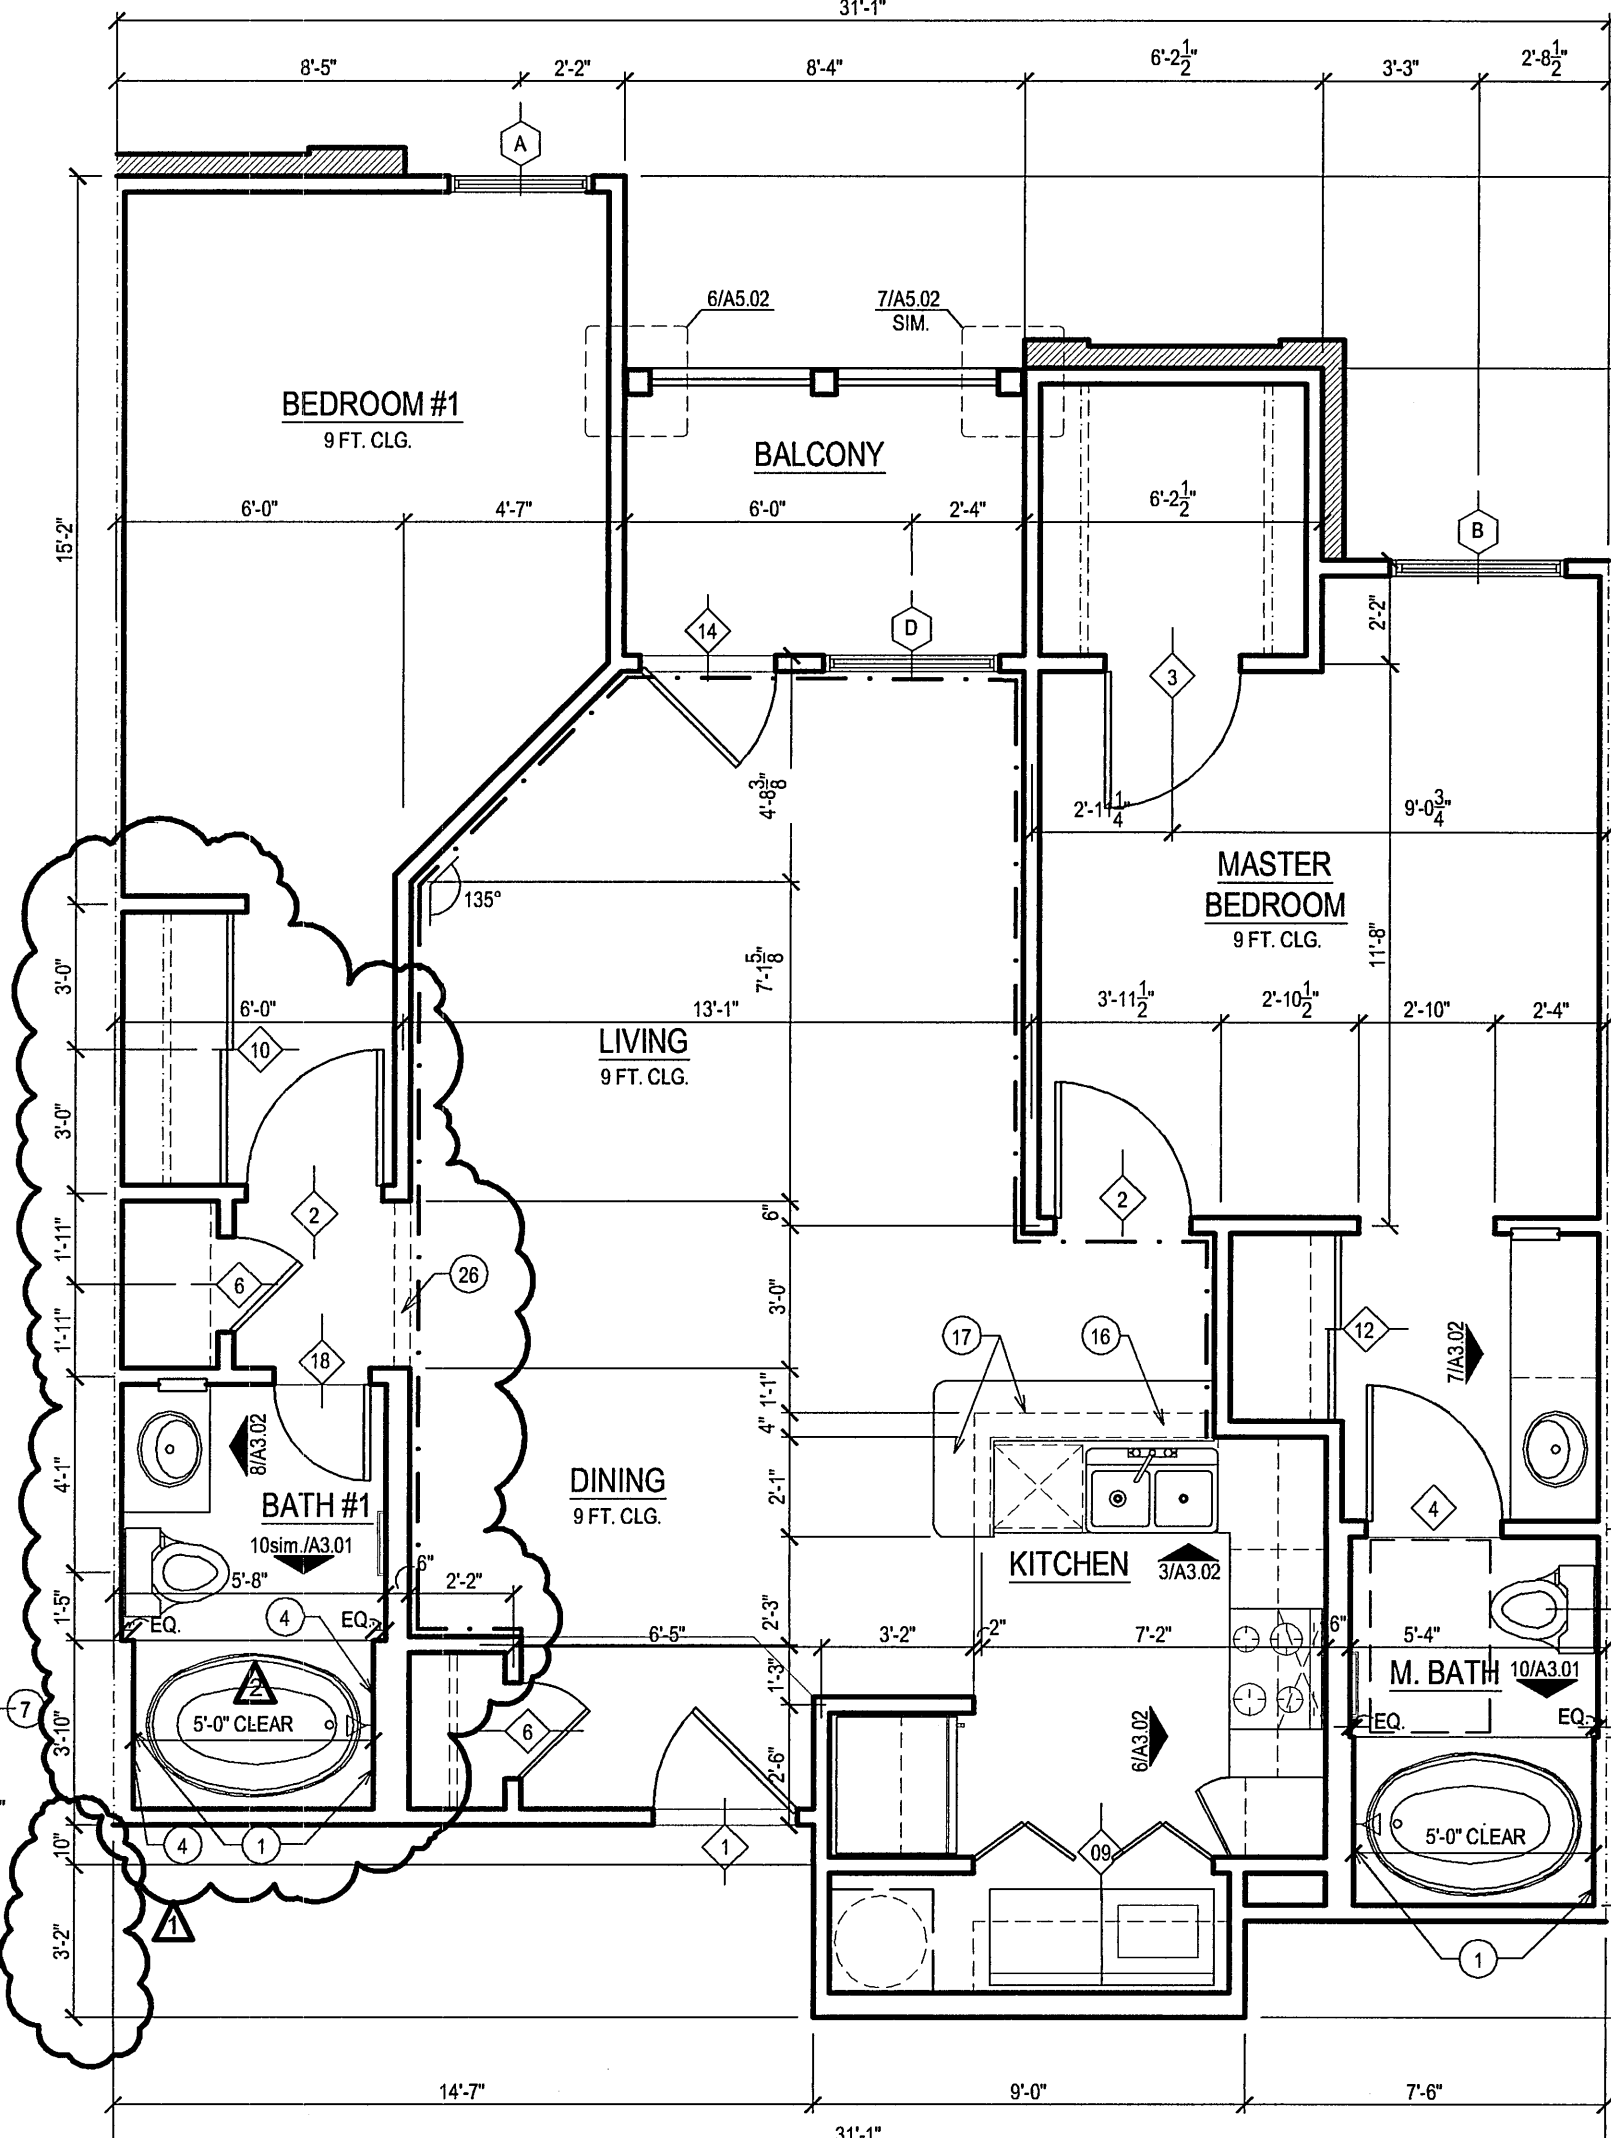 31'-1"
8'-5"
2'-2"
8'-4"
6'-2 1/2"
3'-3"
2'-8 1/2"
A
6/A5.02
7/A5.02
SIM.
BEDROOM #1
9 FT. CLG.
BALCONY
6'-0"
4'-7"
6'-0"
2'-4"
6'-2 1/2"
B
15'-2"
14
D
3
2'-2"
4'-8 3/8"
2'-11 1/4"
9'-0 3/4"
MASTER
BEDROOM
9 FT. CLG.
135°
3'-0"
7'-1 5/8"
11'-8"
6'-0"
13'-1"
3'-11 1/2"
2'-10 1/2"
2'-10"
2'-4"
10
LIVING
9 FT. CLG.
3'-0"
2
2
6"
1'-11"
6
26
3'-0"
1'-11"
18
17
16
12
7/A3.02
1'-1"
4"
8/A3.02
4'-1"
BATH #1
10sim./A3.01
DINING
9 FT. CLG.
2'-1"
4
KITCHEN
3/A3.02
5'-8"
6"
2'-2"
1'-5"
EQ.
4
EQ.
6'-5"
2'-3"
3'-2"
2"
7'-2"
6"
5'-4"
M. BATH
10/A3.01
2
5'-0" CLEAR
7
3'-10"
6
1'-3"
2'-6"
6/A3.02
EQ.
EQ.
4
1
1
09
5'-0" CLEAR
10"
1
3'-2"
1
14'-7"
9'-0"
7'-6"
31'-1"